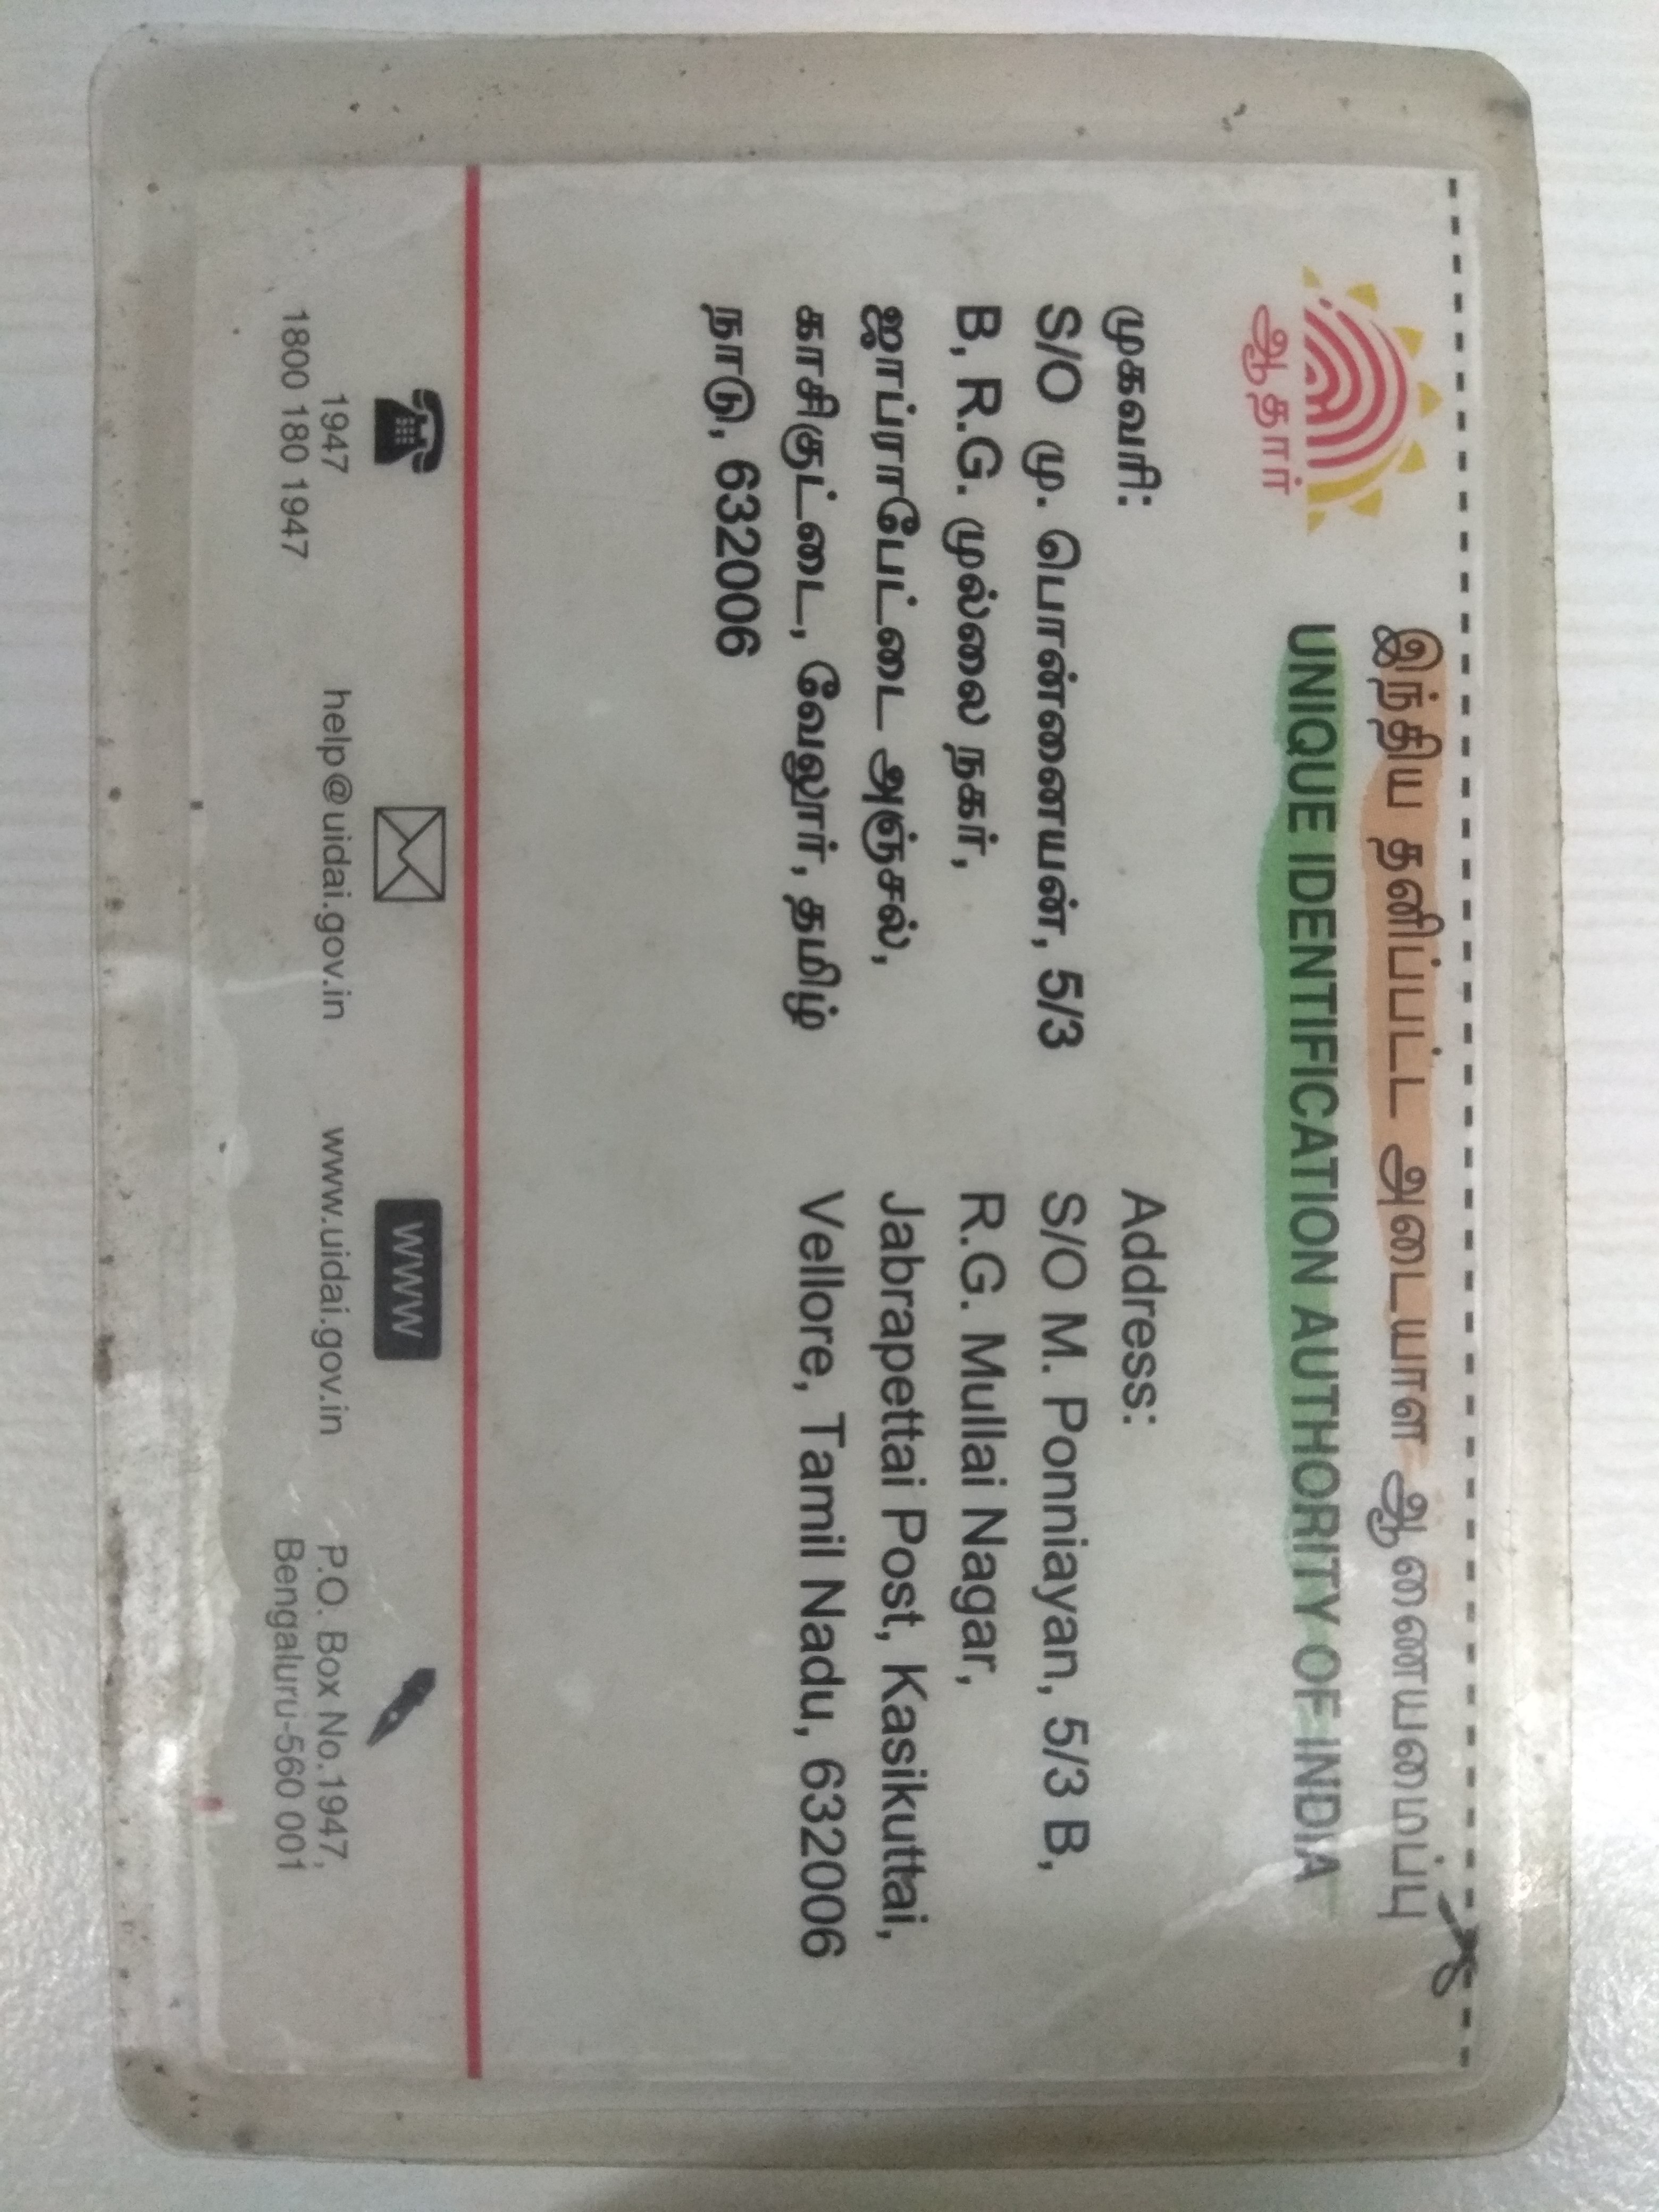 இந்திய தனிப்பட்ட அடையாள ஆணையமைப்பு
UNIQUE IDENTIFICATION AUTHORITY OF INDIA
ஆதார்
முகவரி:
S/O மு. பொன்னையன், 5/3
B, R.G. முல்லை நகர்,
ஜாப்ராபேட்டை அஞ்சல்,
காசிகுட்டை, வேலூர், தமிழ்
நாடு, 632006
Address:
S/O M. Ponniayan, 5/3 B,
R.G. Mullai Nagar,
Jabrapettai Post, Kasikuttai,
Vellore, Tamil Nadu, 632006
1947
1800 180 1947
help@uidai.gov.in
WWW
www.uidai.gov.in
P.O. Box No.1947,
Bengaluru-560 001